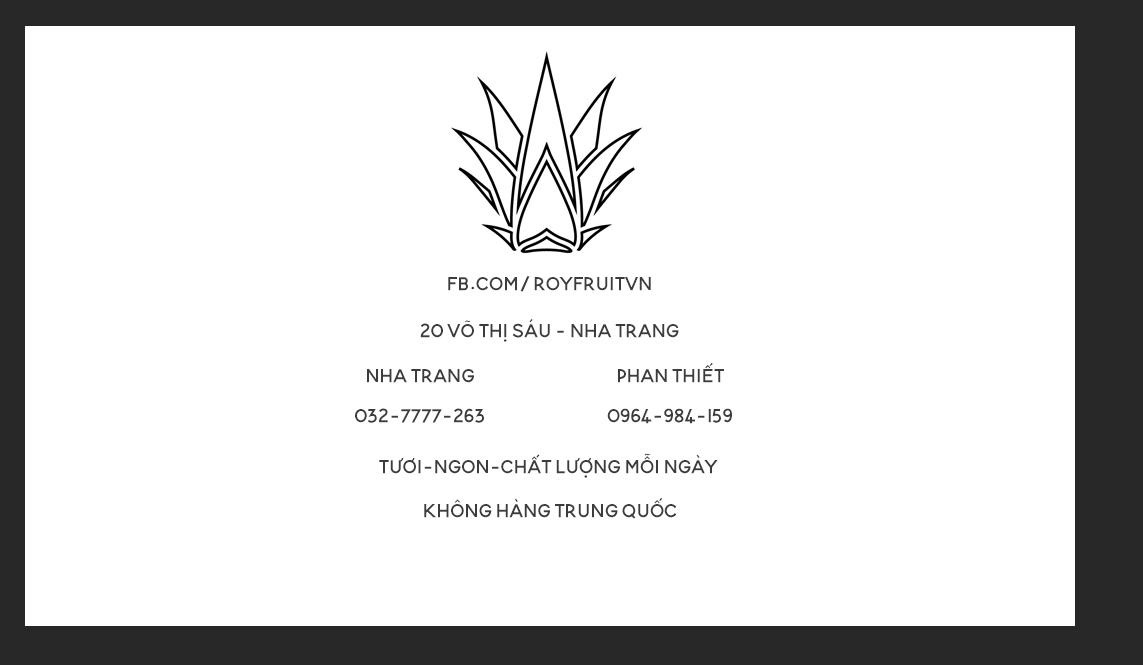 FB.COM/ ROYFRUITVN
20 VÕ THỊ SÁU - NHA TRANG
NHA TRANG PHAN THIẾT
032-7777-263 0964-984-159
TƯƠI-NGON-CHẤT LƯỢNG MỖI NGÀY
KHÔNG HÀNG TRUNG QUỐC